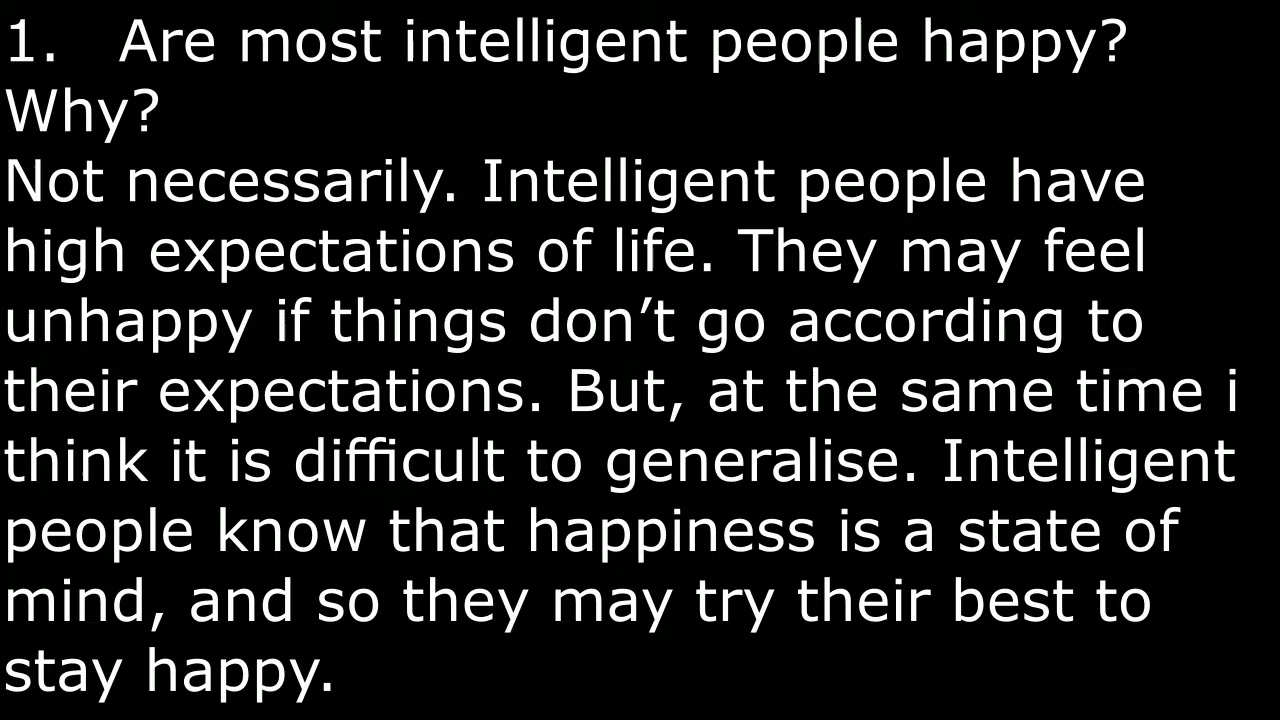 1.   Are most intelligent people happy?
Why?
Not necessarily. Intelligent people have
high expectations of life. They may feel
unhappy if things don’t go according to
their expectations. But, at the same time i
think it is difficult to generalise. Intelligent
people know that happiness is a state of
mind, and so they may try their best to
stay happy.